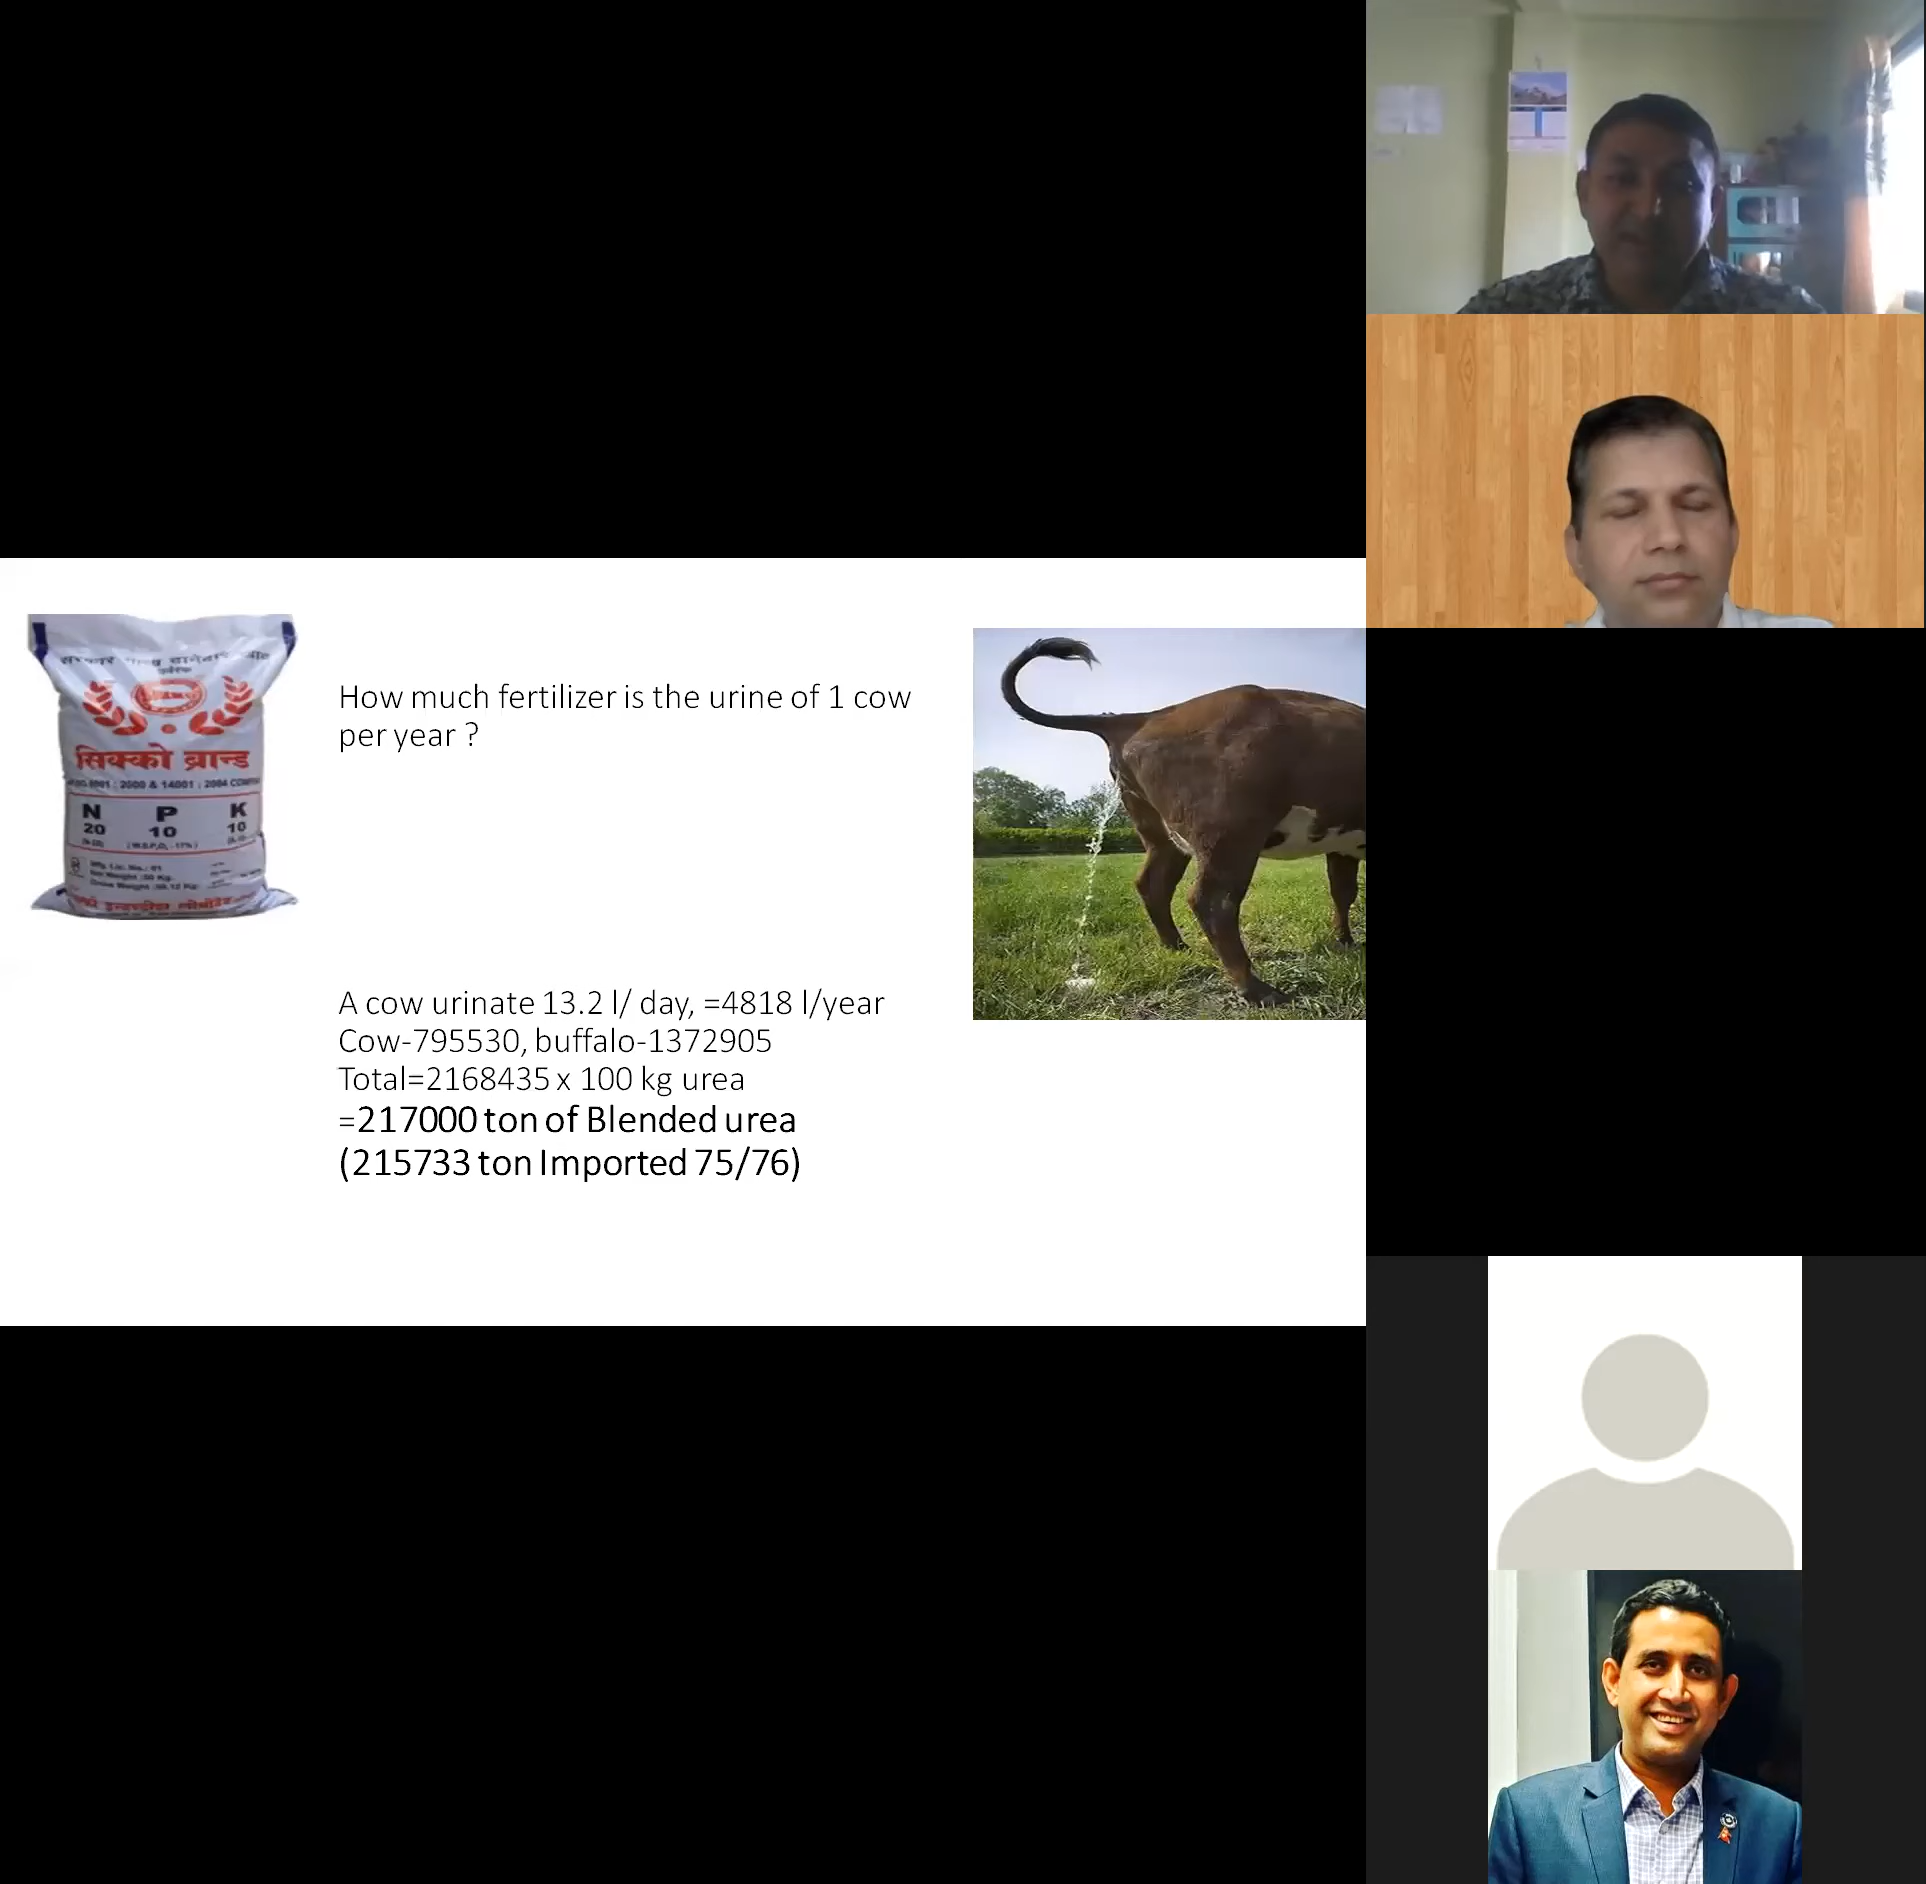 सिक्को ब्रान्ड
N P K
20 10 10
How much fertilizer is the urine of 1 cow
per year ?
A cow urinate 13.2 l/ day, =4818 l/year
Cow-795530, buffalo-1372905
Total=2168435 x 100 kg urea
=217000 ton of Blended urea
(215733 ton Imported 75/76)